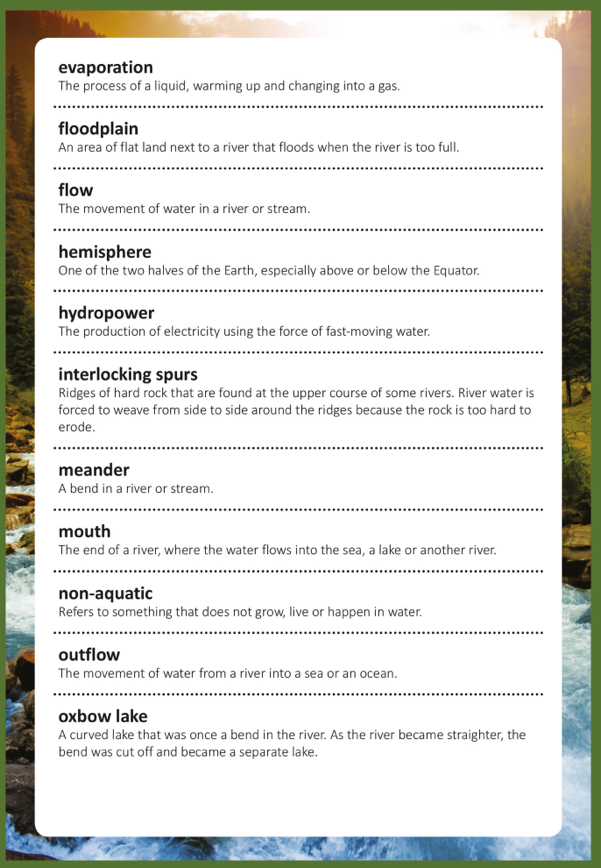 evaporation
The process of a liquid, warming up and changing into a gas.
floodplain
An area of flat land next to a river that floods when the river is too full.
flow
The movement of water in a river or stream.
hemisphere
One of the two halves of the Earth, especially above or below the Equator.
hydropower
The production of electricity using the force of fast-moving water.
interlocking spurs
Ridges of hard rock that are found at the upper course of some rivers. River water is
forced to weave from side to side around the ridges because the rock is too hard to
erode.
meander
A bend in a river or stream.
mouth
The end of a river, where the water flows into the sea, a lake or another river.
non-aquatic
Refers to something that does not grow, live or happen in water.
outflow
The movement of water from a river into a sea or an ocean.
oxbow lake
A curved lake that was once a bend in the river. As the river became straighter, the
bend was cut off and became a separate lake.